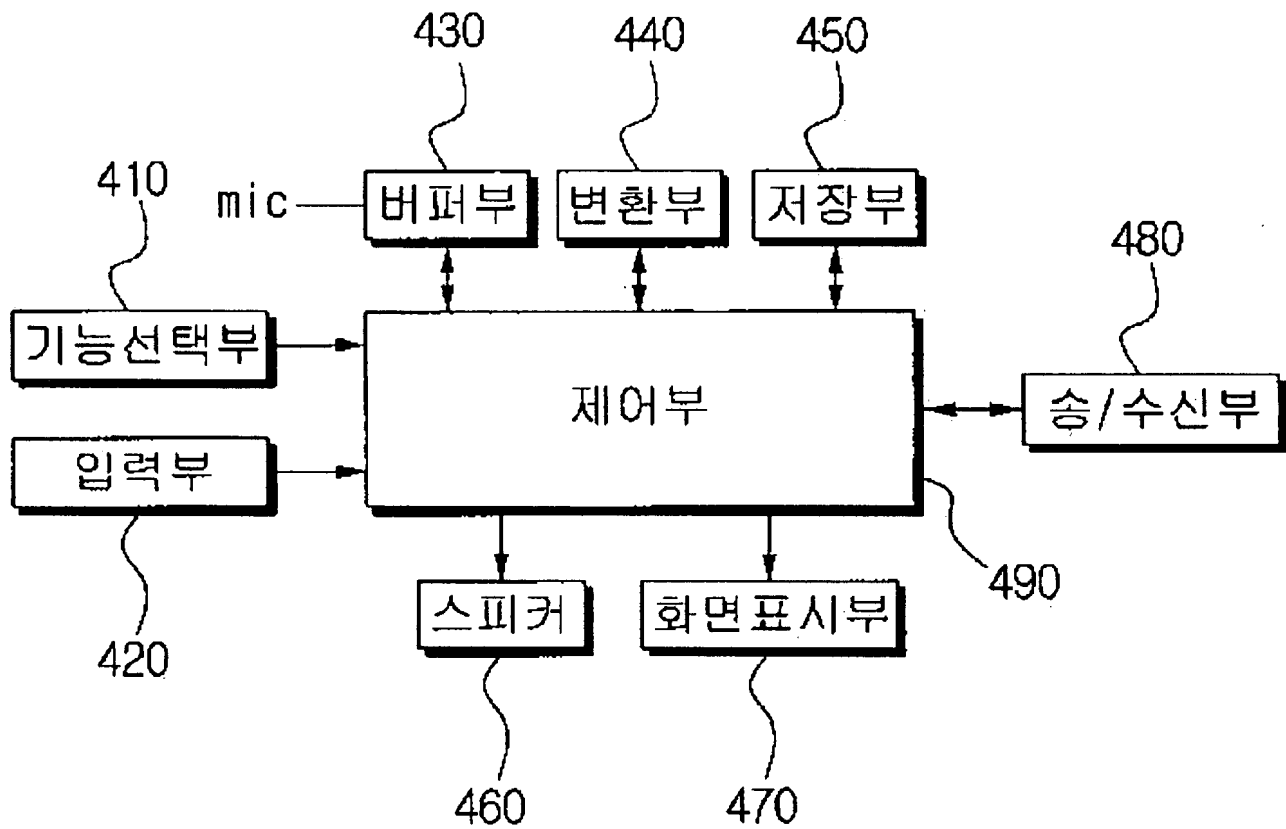 430
440
450
410
mic
버퍼부
변환부
저장부
480
기능선택부
제어부
송/수신부
입력부
490
스피커
화면표시부
420
460
470